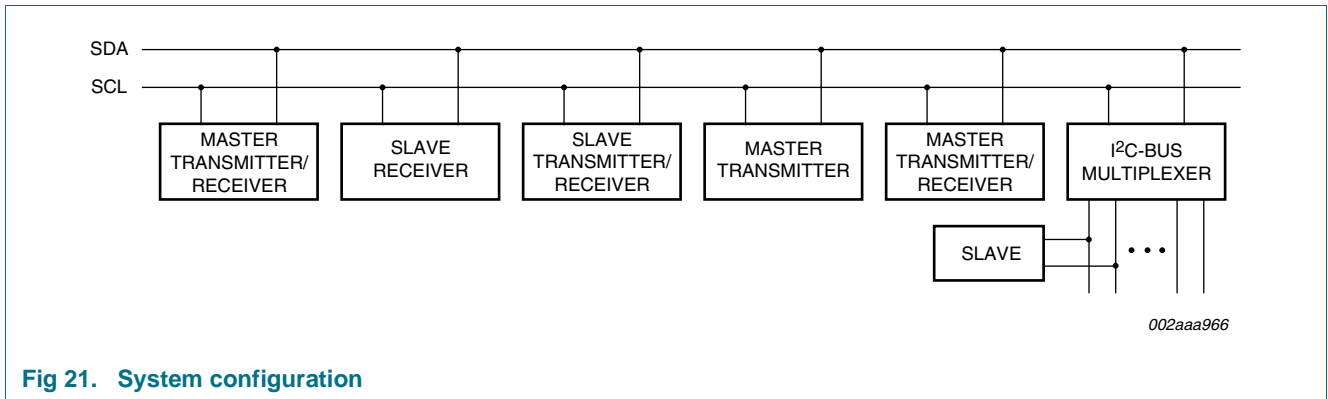 SDA
SCL
MASTER
TRANSMITTER/
RECEIVER
SLAVE
RECEIVER
SLAVE
TRANSMITTER/
RECEIVER
MASTER
TRANSMITTER
MASTER
TRANSMITTER/
RECEIVER
I²C-BUS
MULTIPLEXER
SLAVE
002aaa966
Fig 21. System configuration